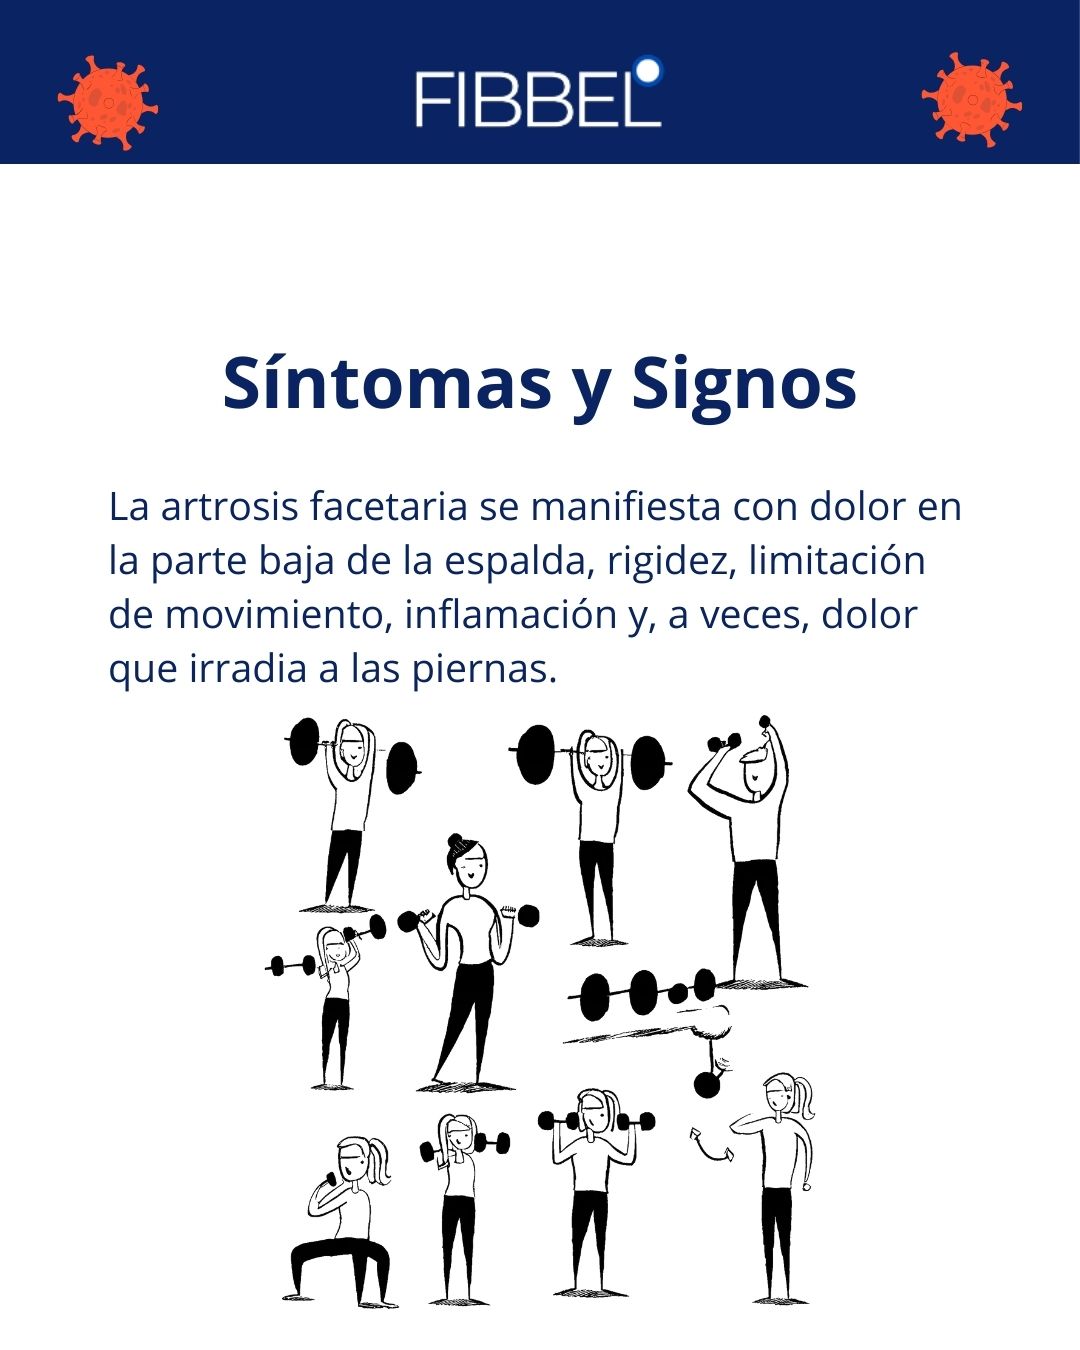 FIBBEL
Síntomas y Signos
La artrosis facetaria se manifiesta con dolor en
la parte baja de la espalda, rigidez, limitación
de movimiento, inflamación y, a veces, dolor
que irradia a las piernas.